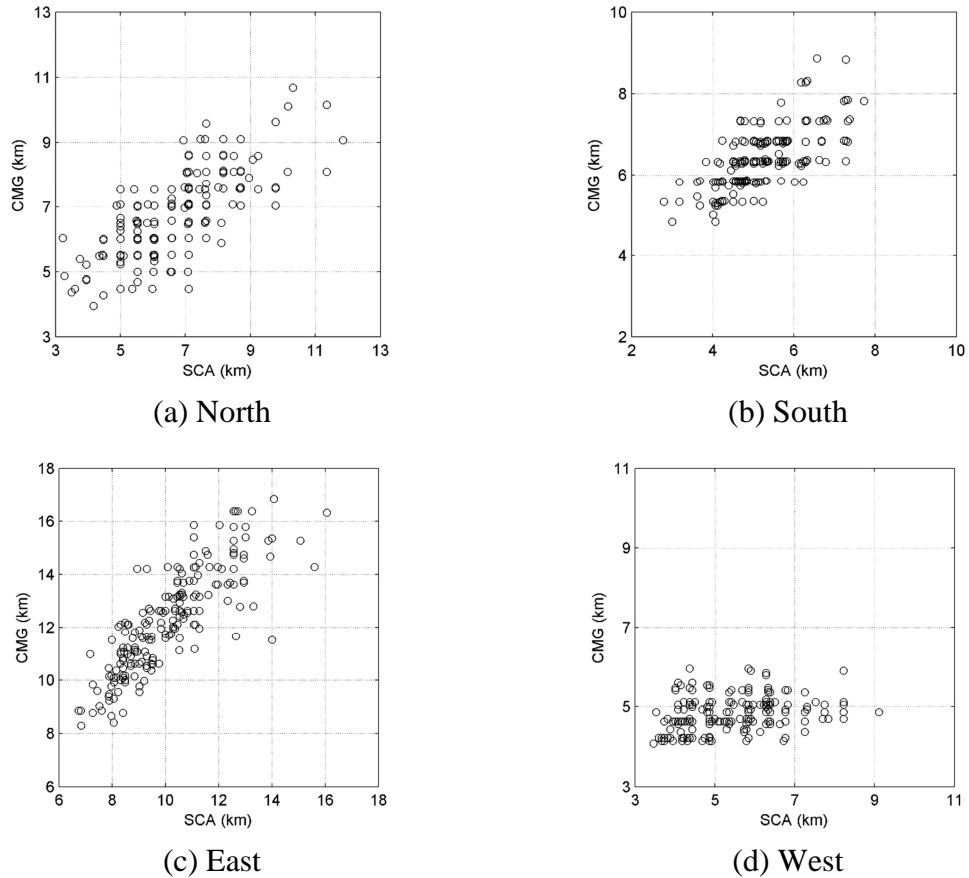 13
11
9
7
5
3
CMG (km)
3 5 7 9 11 13
SCA (km)
(a) North
10
8
6
4
2
CMG (km)
2 4 6 8 10
SCA (km)
(b) South
18
16
14
12
10
8
6
CMG (km)
6 8 10 12 14 16 18
SCA (km)
(c) East
11
9
7
5
3
CMG (km)
3 5 7 9 11
SCA (km)
(d) West